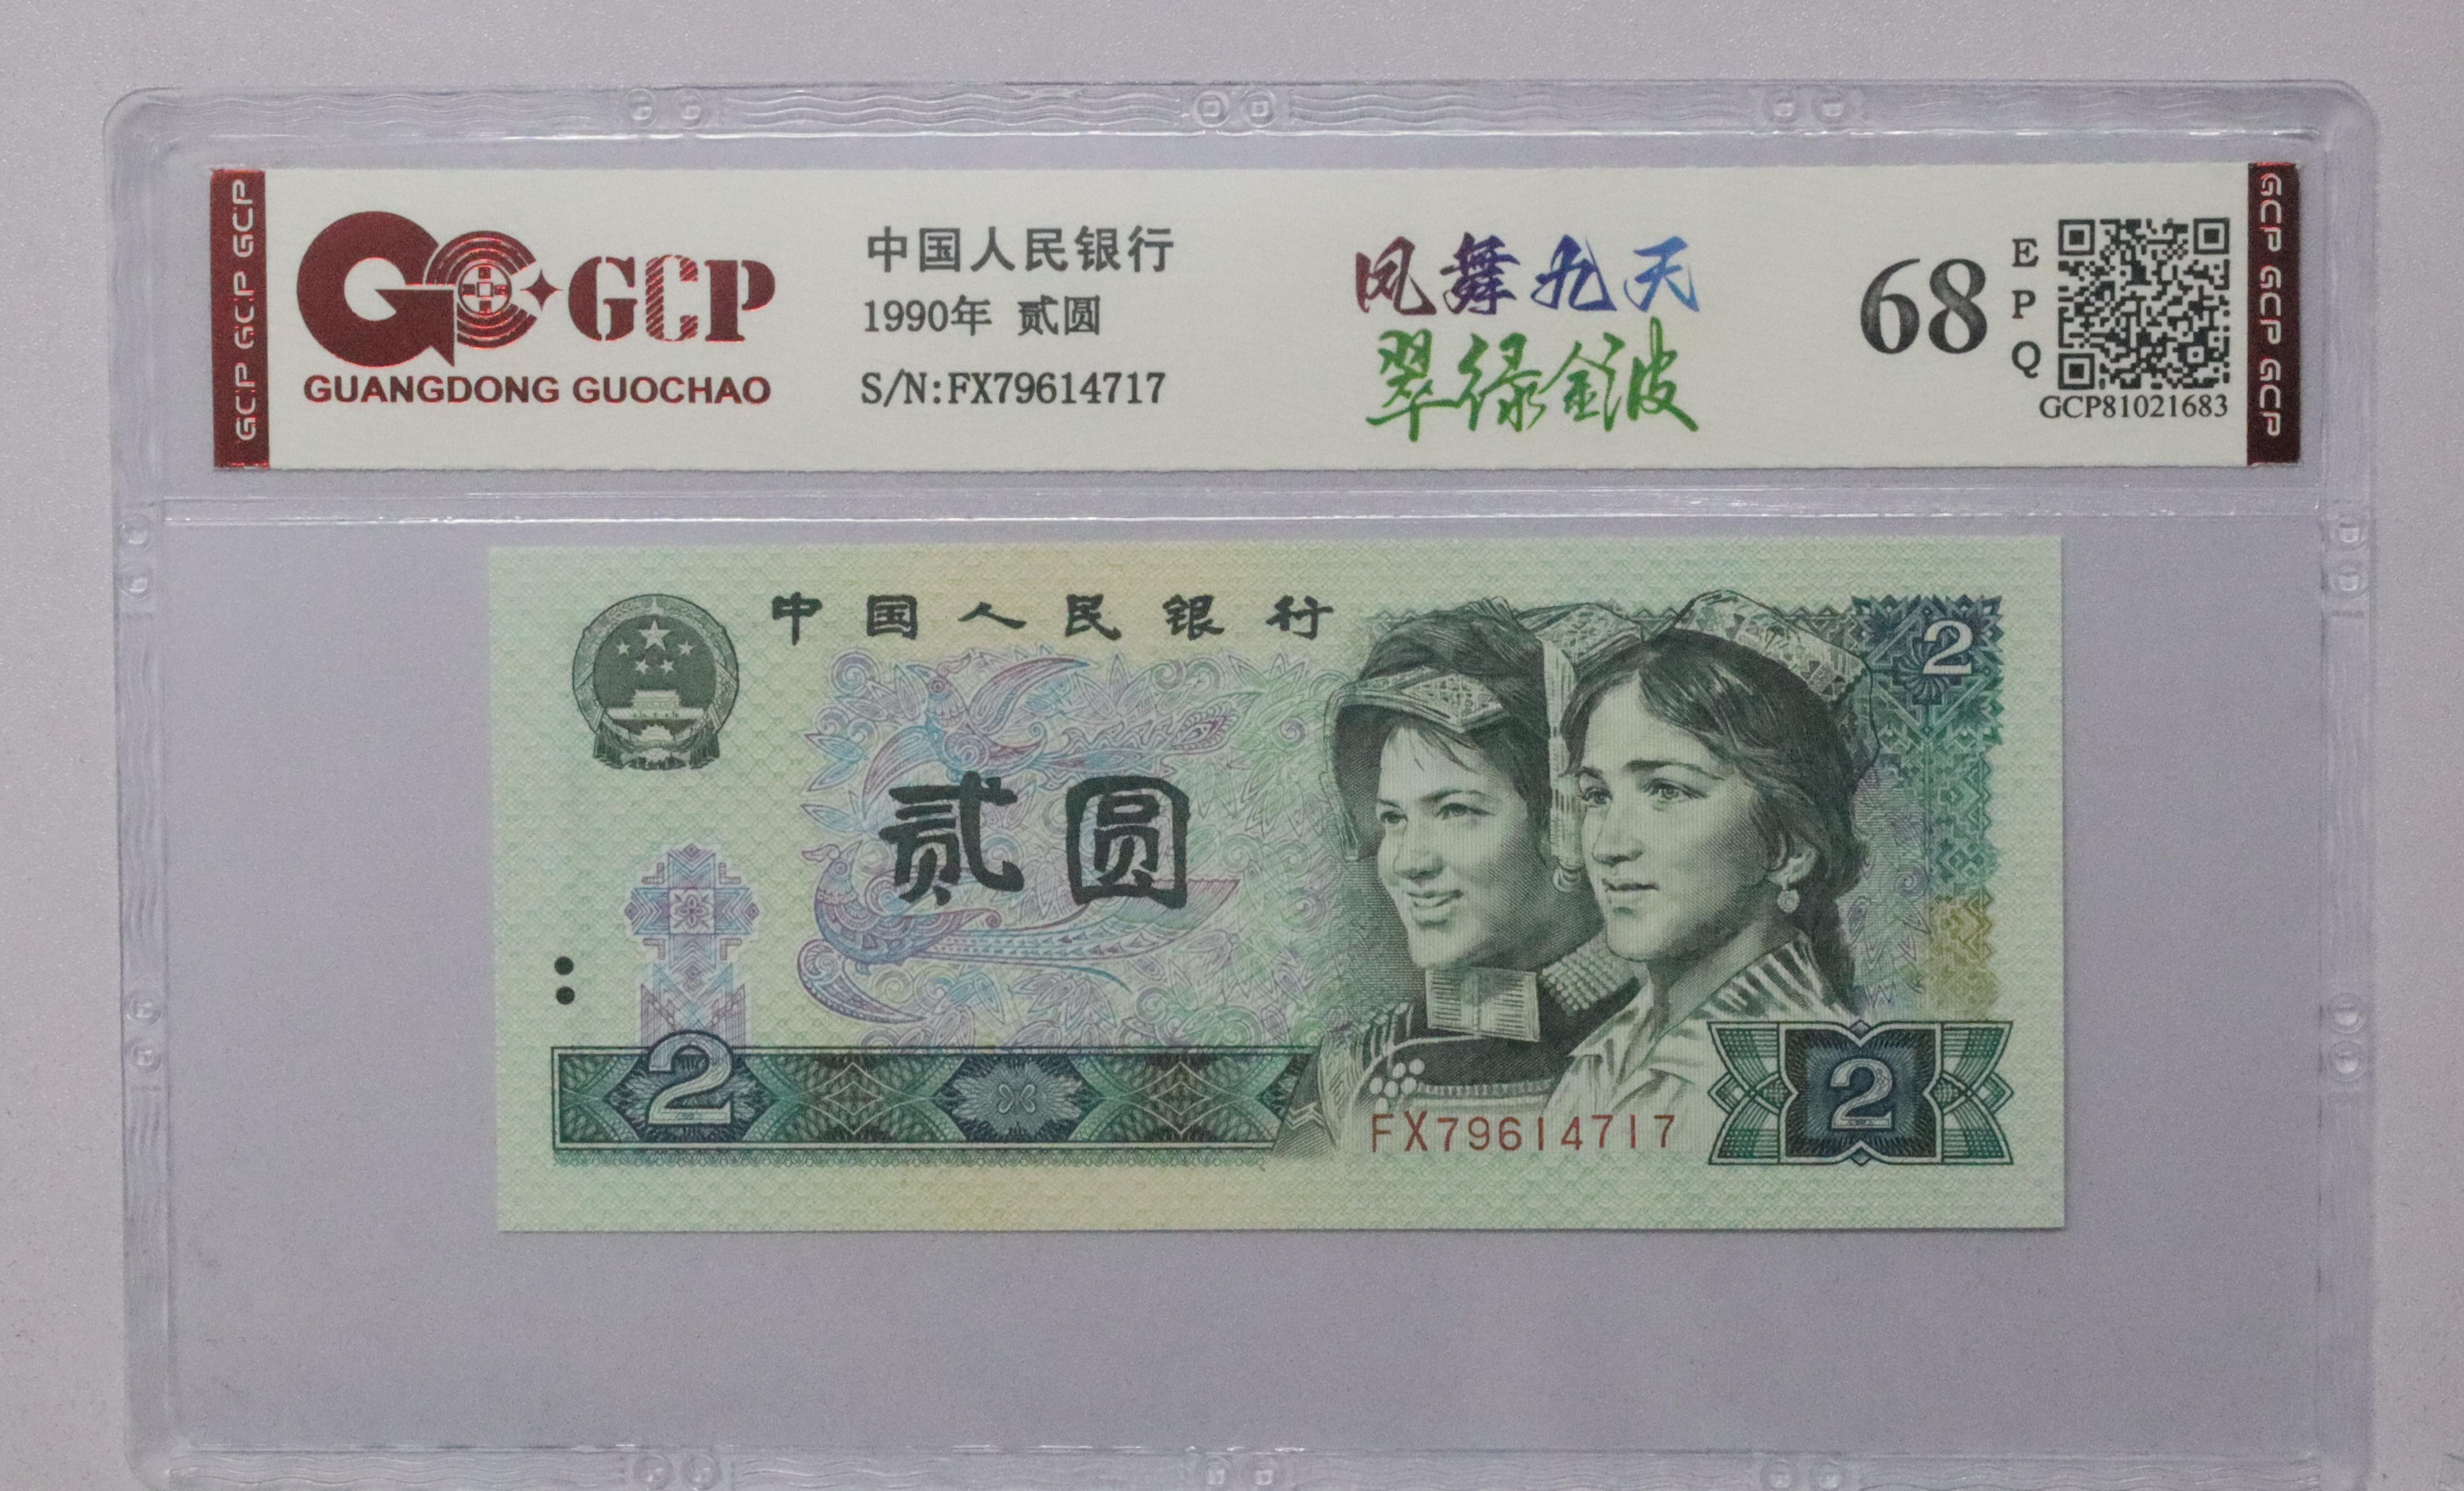 GCP GCP GCP
GCP
GUANGDONG GUOCHAO
中国人民银行
1990年 贰圆
S/N:FX79614717
凤舞九天
翠绿金波
68
EPQ
GCP81021683
GCP GCP GCP
中国人民银行
2
贰圆
2
FX79614717
2